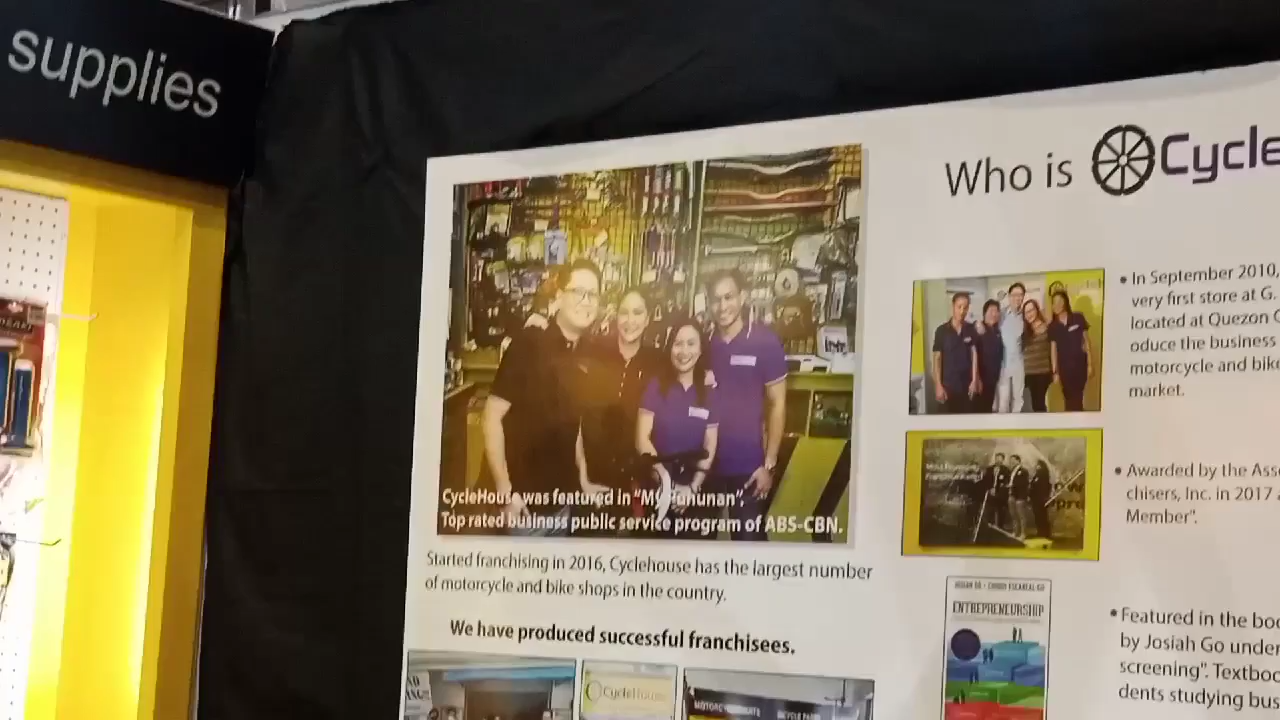 supplies
Who is Cycle
CycleHouse was featured in "My Puhunan",
Top rated business public service program of ABS-CBN.
Started franchising in 2016, Cyclehouse has the largest number
of motorcycle and bike shops in the country.
We have produced successful franchisees.
CycleHouse
• In September 2010,
very first store at G.
located at Quezon C
oduce the business
motorcycle and bike
market.
• Awarded by the Ass
chisers, Inc. in 2017
Member".
ENTREPRENEURSHIP
• Featured in the boo
by Josiah Go under
screening". Textboo
dents studying bus